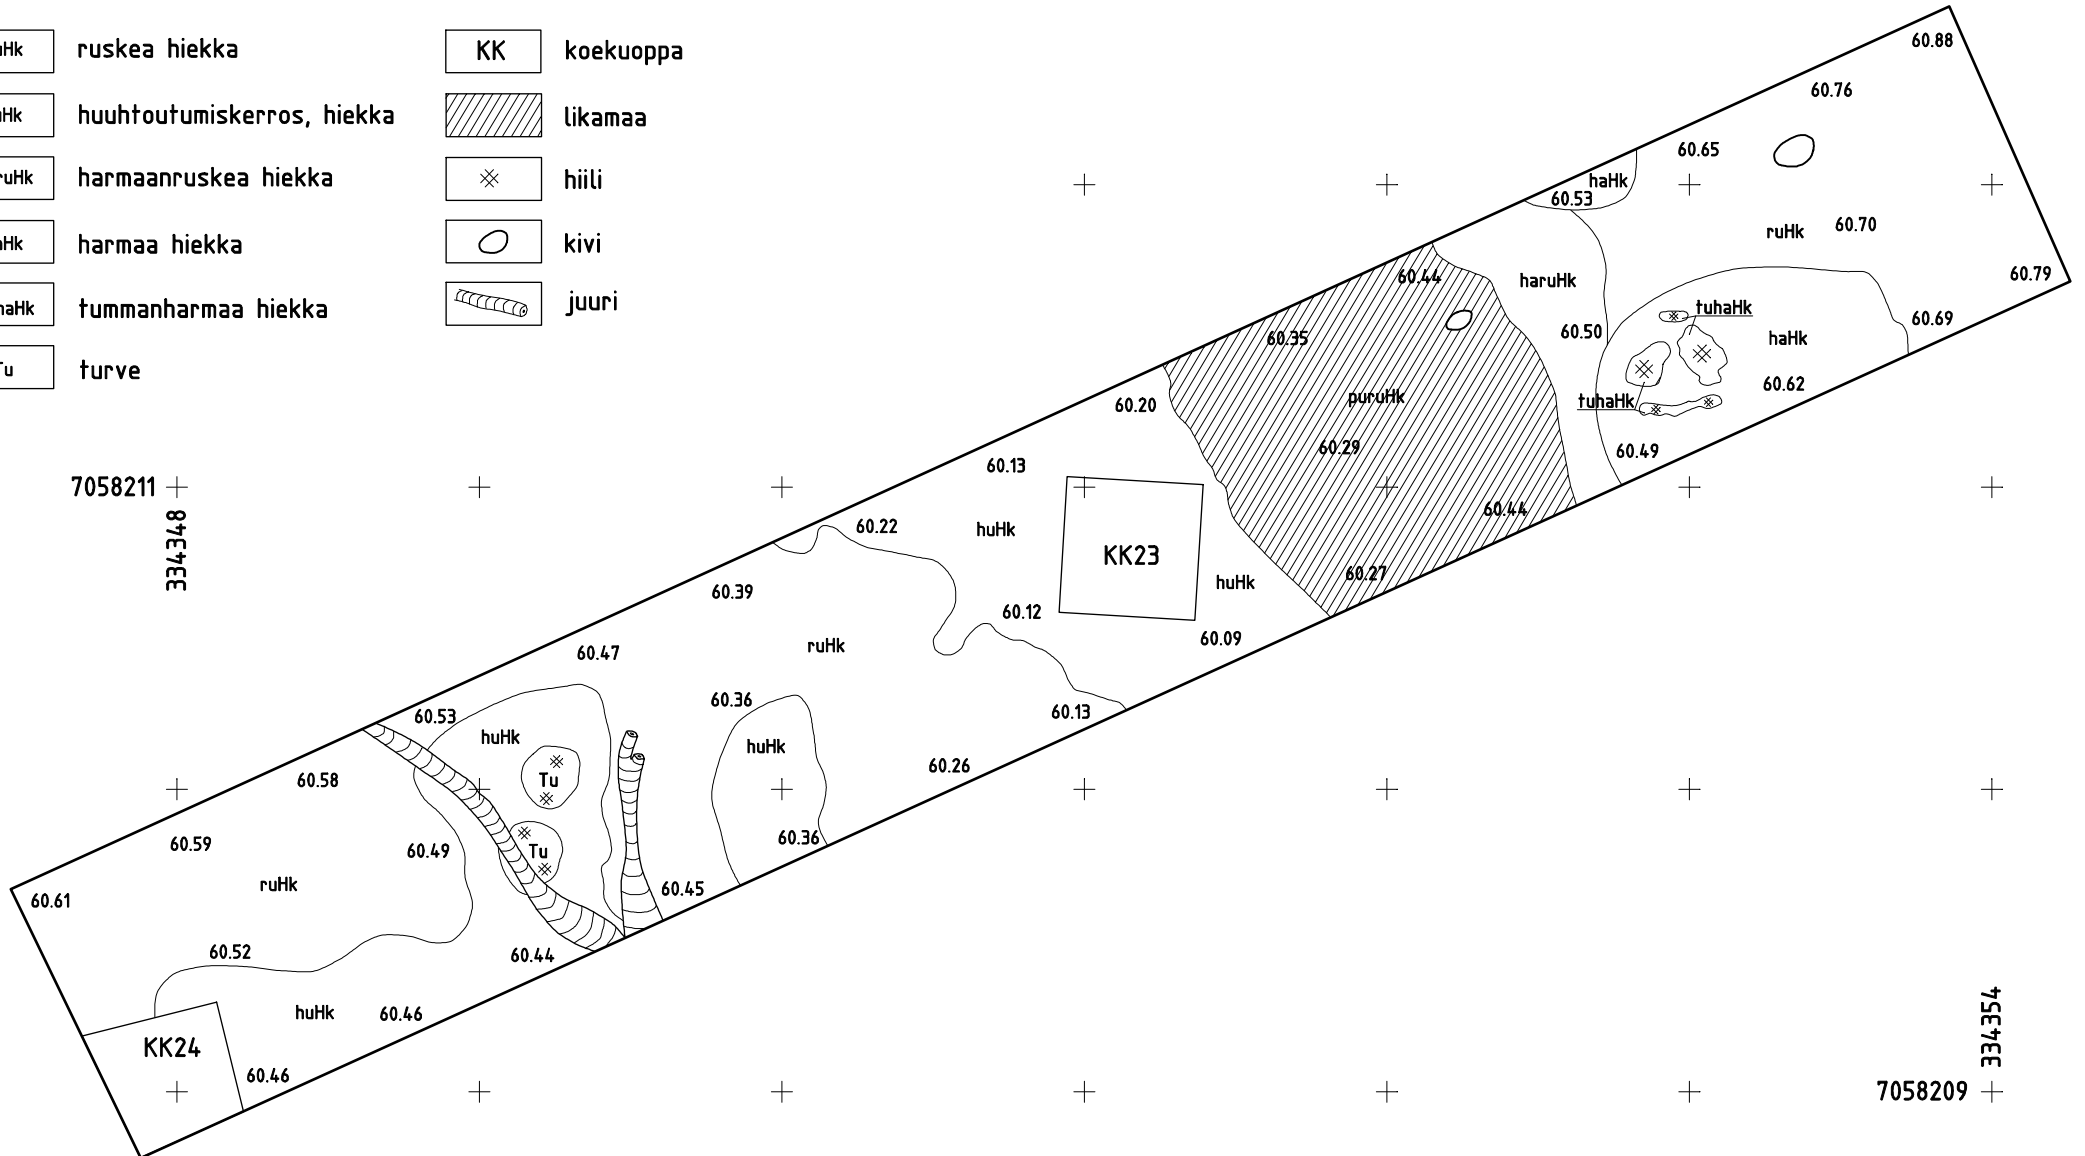 ruskea hiekka
huuhtoutumiskerros, hiekka
harmaanruskea hiekka
harmaa hiekka
tummanharmaa hiekka
turve
KK koekuoppa
likamaa
hiili
kivi
juuri
60.88
60.76
60.65
haHk
60.53
ruHk 60.70
60.79
60.44
haruHk
tuhaHk
60.69
60.50
haHk
60.35
60.62
puruHk
tuhaHk
60.20
60.29
60.49
60.13
7058211
334348
60.44
60.22
huHk
KK23
60.27
huHk
60.39
60.12
60.09
ruHk
60.47
60.36
60.13
60.53
huHk
huHk
60.26
60.58
Tu
60.59
60.49
Tu
60.36
ruHk
60.45
60.61
60.52
60.44
huHk 60.46
KK24
60.46
334354
7058209